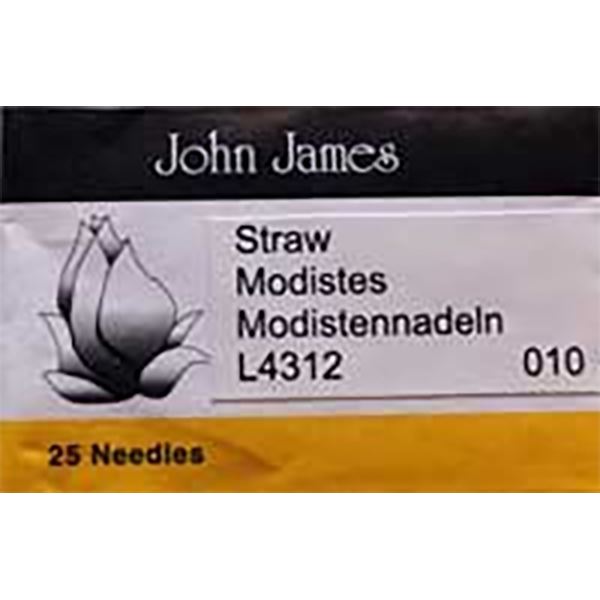 John James
Straw
Modistes
Modistennadeln
L4312 010
25 Needles